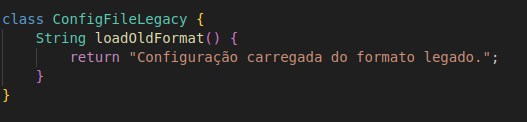 class ConfigFileLegacy {
    String loadOldFormat() {
        return "Configuração carregada do formato legado.";
    }
}